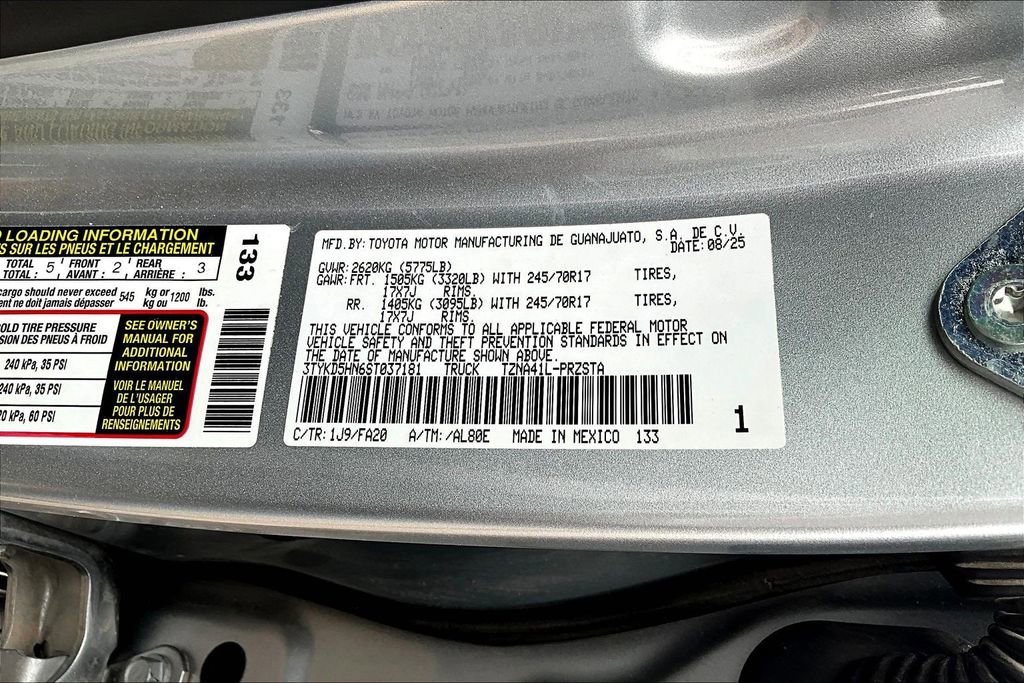 LOADING INFORMATION
S SUR LES PNEUS ET LE CHARGEMENT
TOTAL 5 FRONT 2 REAR 3
TOTAL : AVANT : ARRIÈRE :
cargo should never exceed 545 kg or 1200 lbs.
ent ne doit jamais dépasser kg ou lb.
OLD TIRE PRESSURE
SION DES PNEUS À FROID
240 kPa, 35 PSI
240 kPa, 35 PSI
0 kPa, 60 PSI
SEE OWNER'S
MANUAL FOR
ADDITIONAL
INFORMATION
VOIR LE MANUEL
DE L'USAGER
POUR PLUS DE
RENSEIGNEMENTS
133
MFD.BY: TOYOTA MOTOR MANUFACTURING DE GUANAJUATO, S.A. DE C.V.
DATE: 08/25
GVWR: 2620KG (5775LB)
GAWR: FRT. 1505KG (3320LB) WITH 245/70R17 TIRES,
17X7J RIMS.
RR. 1405KG (3095LB) WITH 245/70R17 TIRES,
17X7J RIMS.
THIS VEHICLE CONFORMS TO ALL APPLICABLE FEDERAL MOTOR
VEHICLE SAFETY AND THEFT PREVENTION STANDARDS IN EFFECT ON
THE DATE OF MANUFACTURE SHOWN ABOVE.
3TYKD5HN6ST037181 TRUCK TZNA41L-PRZSTA
C/TR: 1J9/FA20 A/TM: /AL80E MADE IN MEXICO 133
1